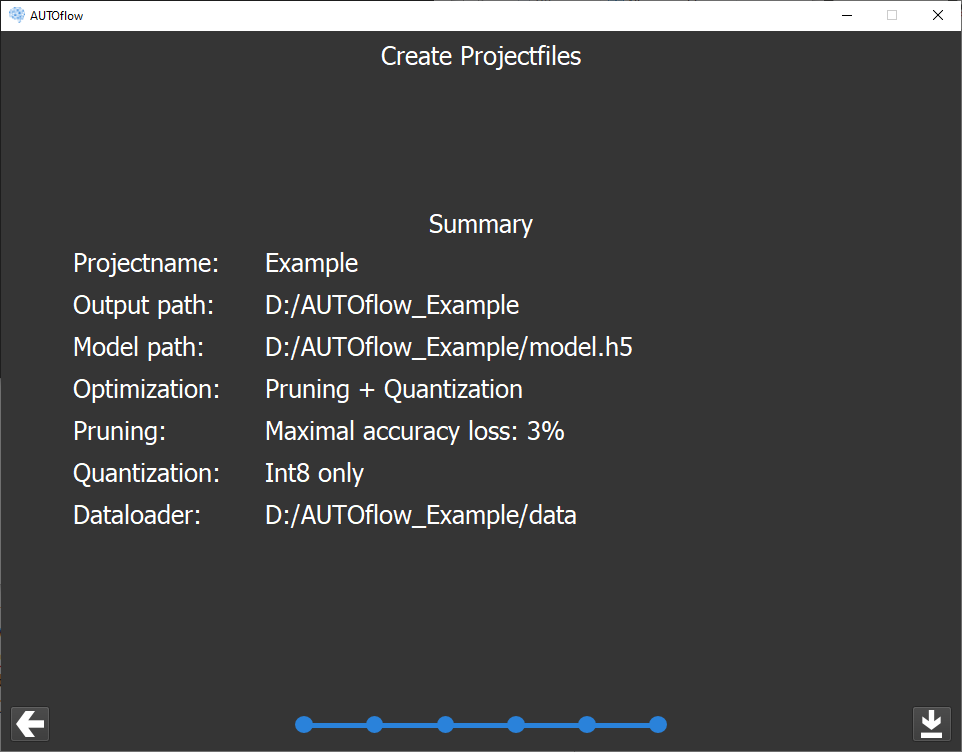 AUTOflow
Create Projectfiles
Summary
Projectname: Example
Output path: D:/AUTOflow_Example
Model path: D:/AUTOflow_Example/model.h5
Optimization: Pruning + Quantization
Pruning: Maximal accuracy loss: 3%
Quantization: Int8 only
Dataloader: D:/AUTOflow_Example/data